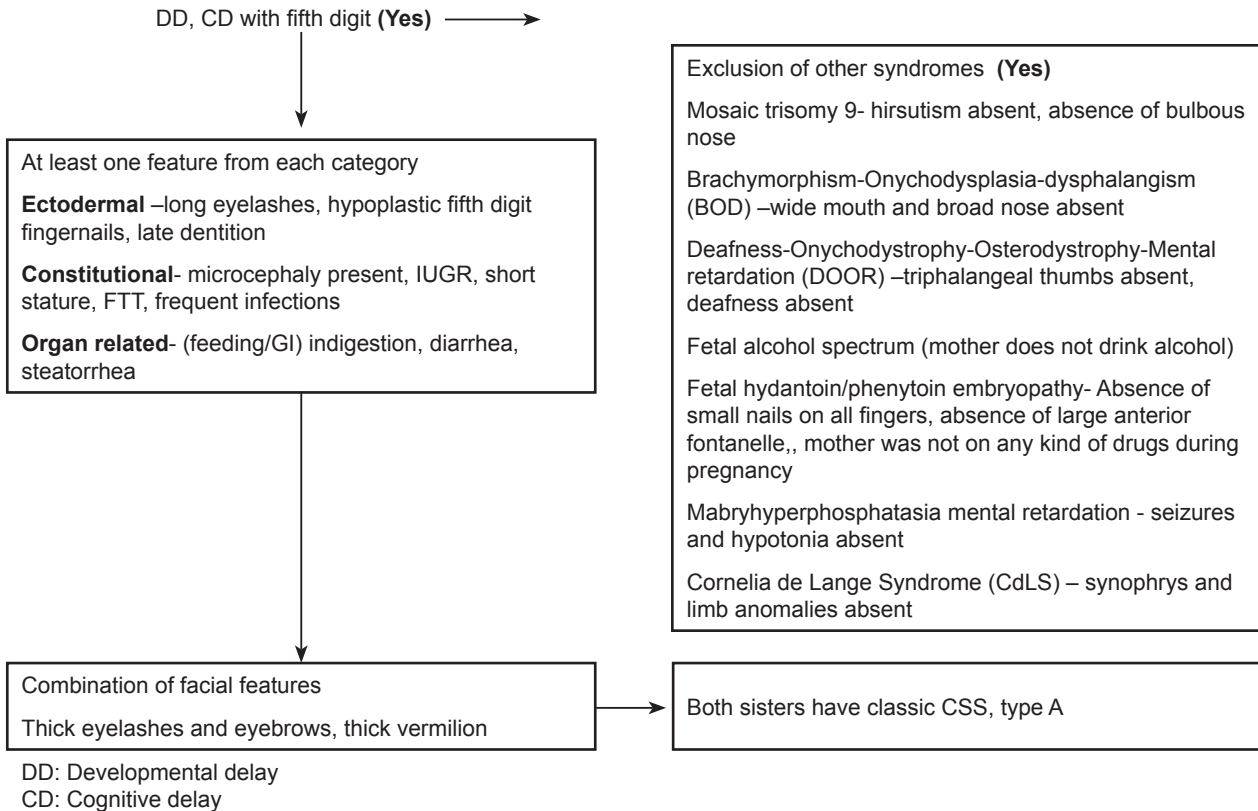 DD, CD with fifth digit (Yes)
At least one feature from each category
Ectodermal –long eyelashes, hypoplastic fifth digit
fingernails, late dentition
Constitutional- microcephaly present, IUGR, short
stature, FTT, frequent infections
Organ related- (feeding/GI) indigestion, diarrhea,
steatorrhea
Exclusion of other syndromes (Yes)
Mosaic trisomy 9- hirsutism absent, absence of bulbous
nose
Brachymorphism-Onychodysplasia-dysphalangism
(BOD) –wide mouth and broad nose absent
Deafness-Onychodystrophy-Osterodystrophy-Mental
retardation (DOOR) –triphalangeal thumbs absent,
deafness absent
Fetal alcohol spectrum (mother does not drink alcohol)
Fetal hydantoin/phenytoin embryopathy- Absence of
small nails on all fingers, absence of large anterior
fontanelle,, mother was not on any kind of drugs during
pregnancy
Mabryhyperphosphatasia mental retardation - seizures
and hypotonia absent
Cornelia de Lange Syndrome (CdLS) – synophrys and
limb anomalies absent
Combination of facial features
Thick eyelashes and eyebrows, thick vermilion
Both sisters have classic CSS, type A
DD: Developmental delay
CD: Cognitive delay